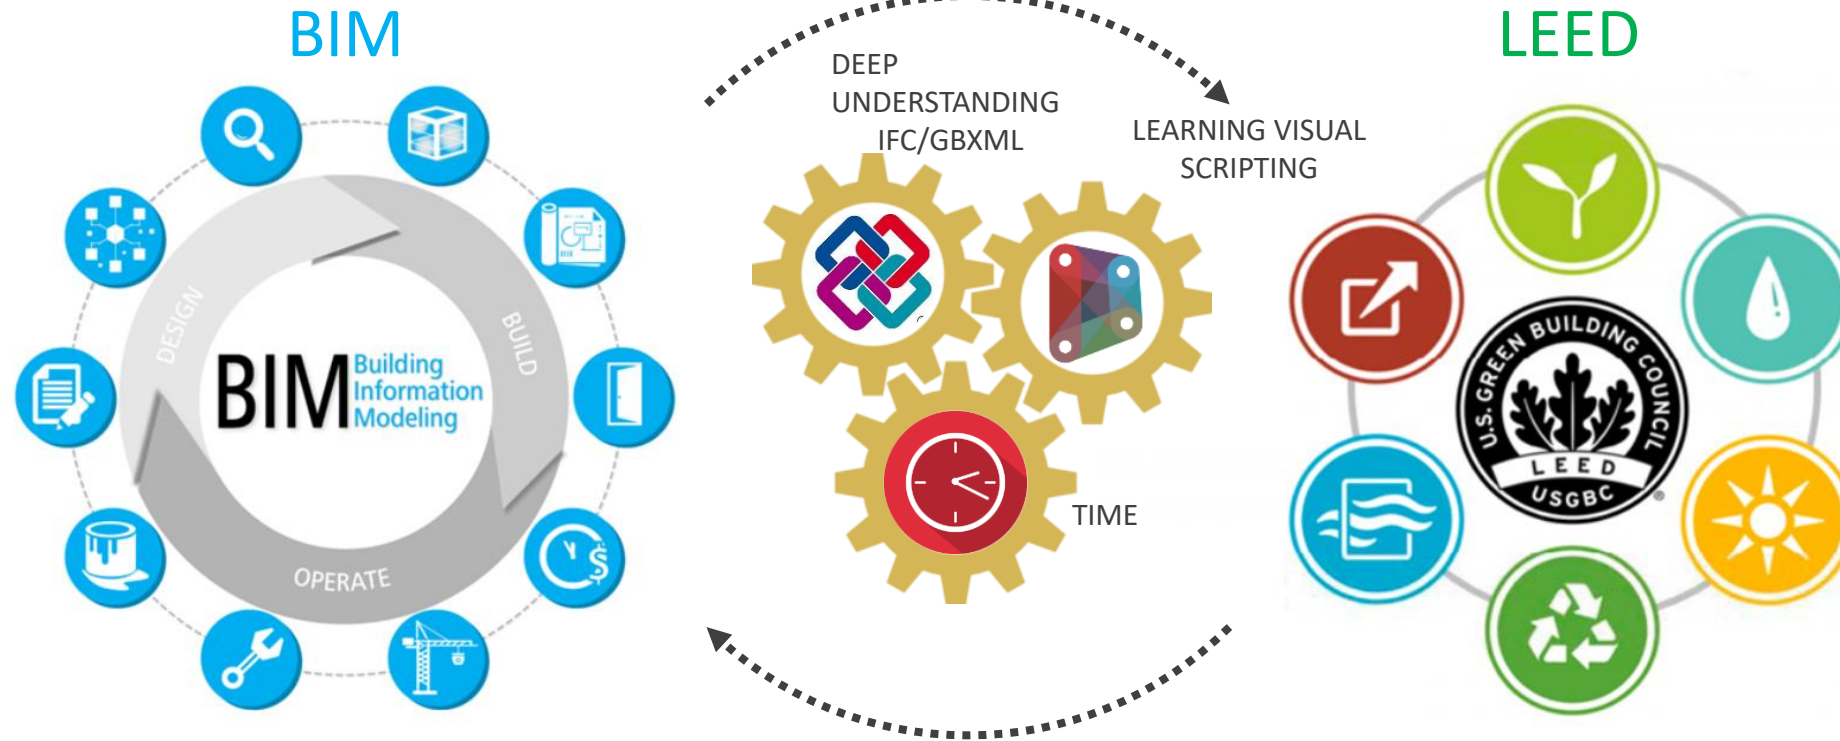 BIM
LEED
DEEP
UNDERSTANDING
IFC/GBXML
LEARNING VISUAL
SCRIPTING
DESIGN
BUILD
OPERATE
BIM
Building
Information
Modeling
TIME
U.S. GREEN BUILDING COUNCIL
LEED
USGBC
®
$